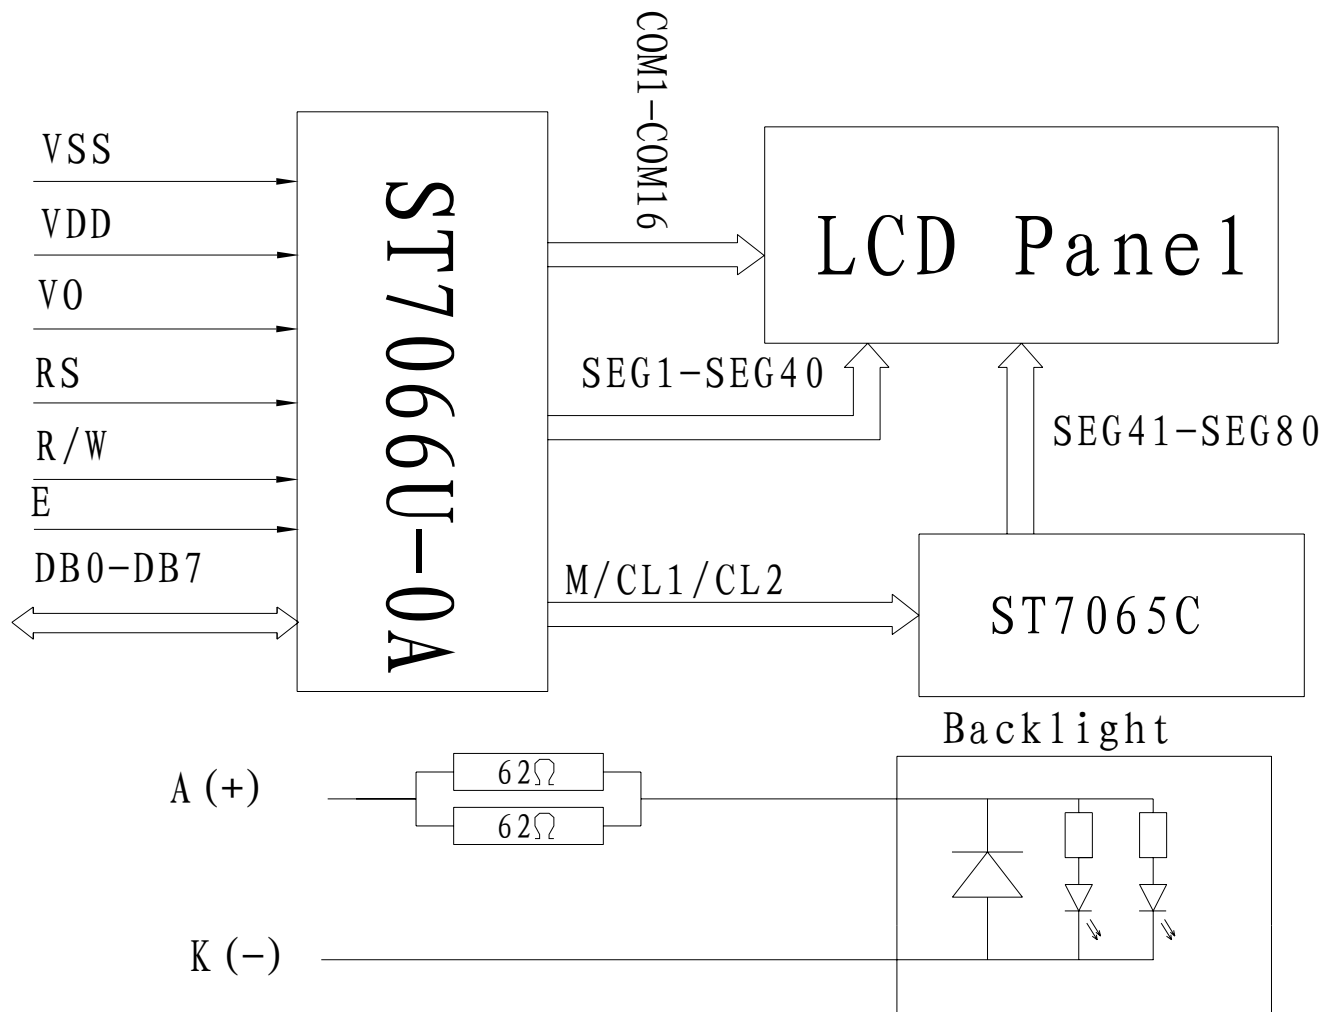 COM1-COM16
VSS
VDD
VO
RS
R/W
E
DB0-DB7
ST7066U-0A
LCD Panel
SEG1-SEG40
SEG41-SEG80
M/CL1/CL2
ST7065C
Backlight
A(+)
62Ω
62Ω
K(-)